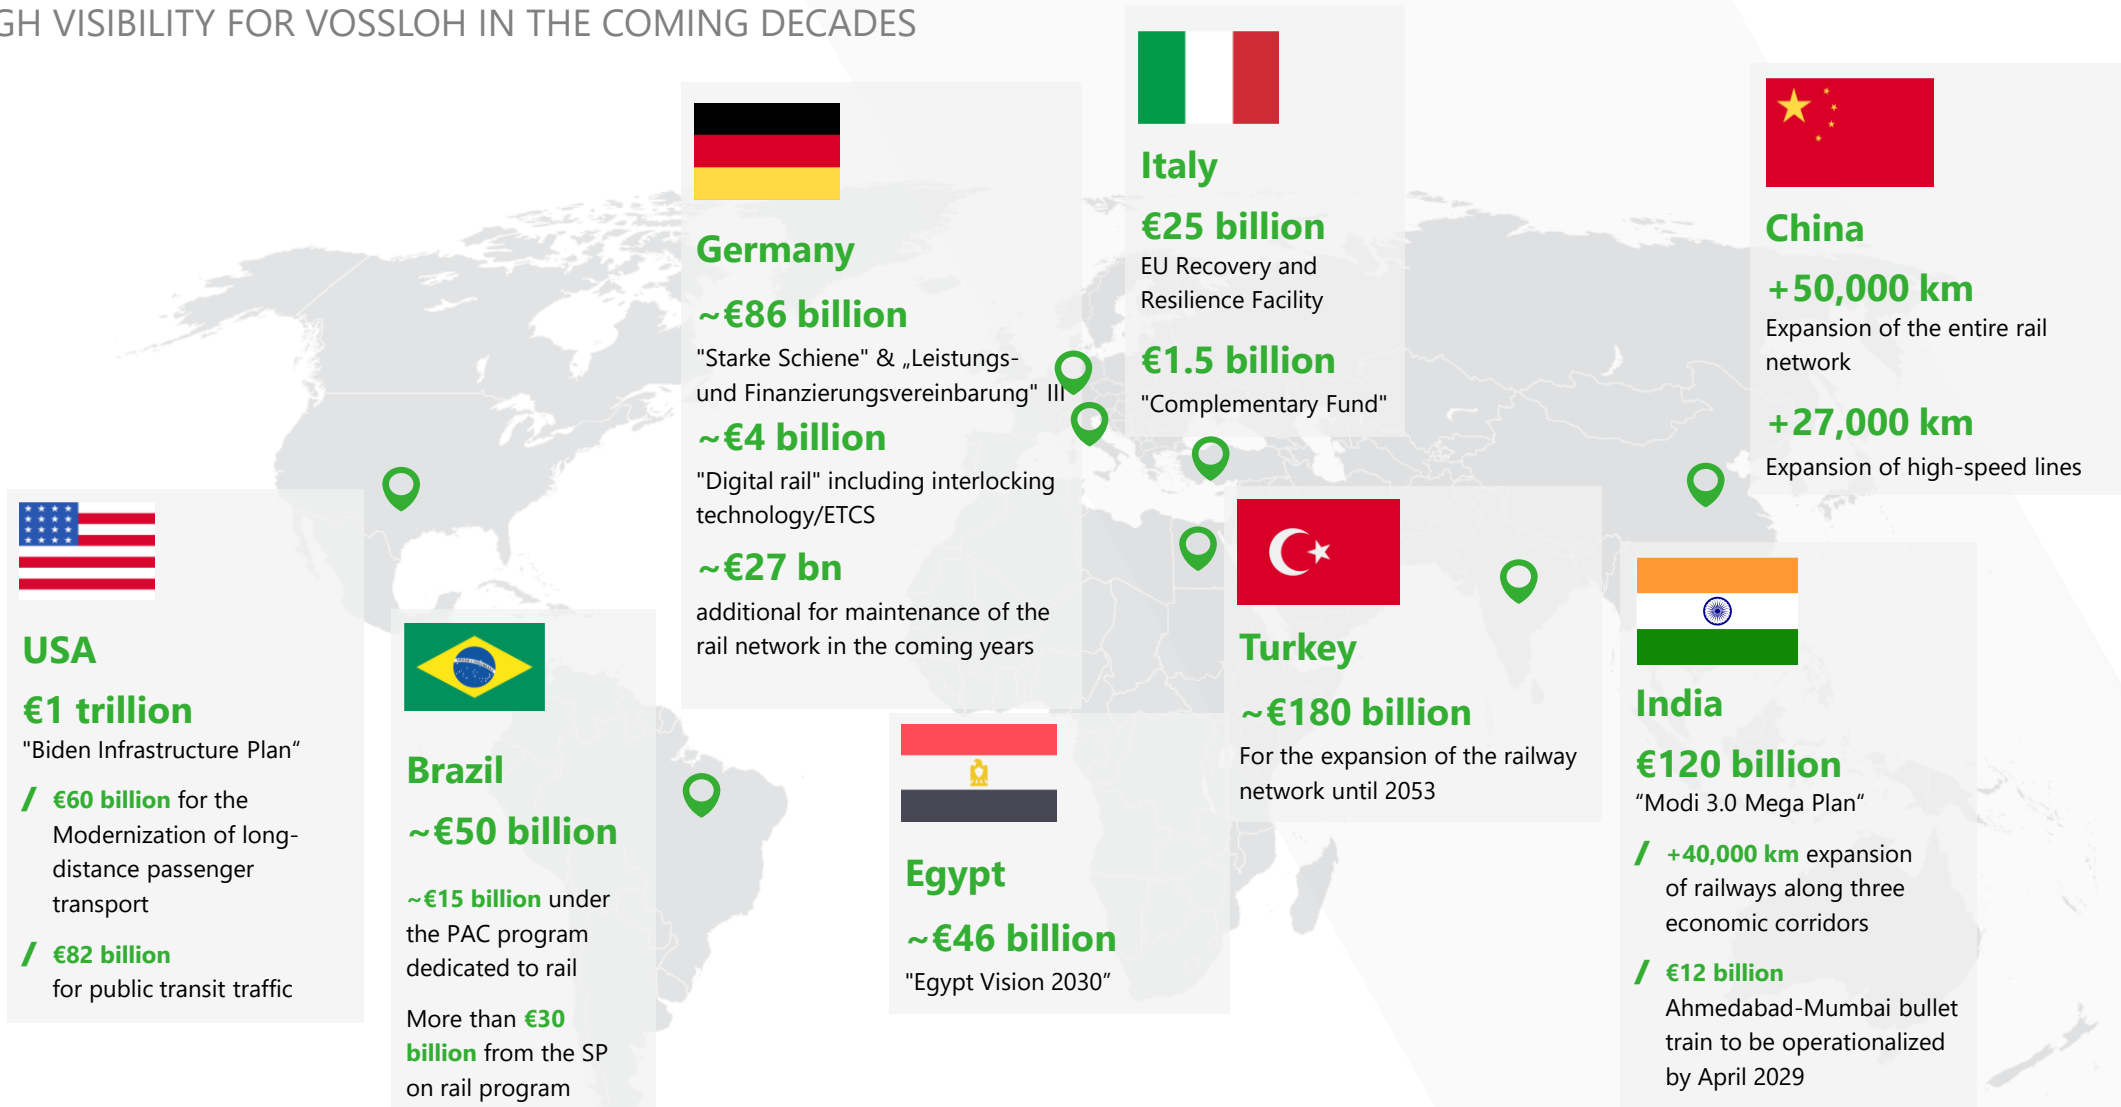 GH VISIBILITY FOR VOSSLOH IN THE COMING DECADES
USA
€1 trillion
"Biden Infrastructure Plan“
/ €60 billion for the
Modernization of long-
distance passenger
transport
/ €82 billion
for public transit traffic
Brazil
~€50 billion
~€15 billion under
the PAC program
dedicated to rail
More than €30
billion from the SP
on rail program
Germany
~€86 billion
"Starke Schiene" & „Leistungs-
und Finanzierungsvereinbarung" III
~€4 billion
"Digital rail" including interlocking
technology/ETCS
~€27 bn
additional for maintenance of the
rail network in the coming years
Egypt
~€46 billion
"Egypt Vision 2030“
Italy
€25 billion
EU Recovery and
Resilience Facility
€1.5 billion
"Complementary Fund"
Turkey
~€180 billion
For the expansion of the railway
network until 2053
China
+50,000 km
Expansion of the entire rail
network
+27,000 km
Expansion of high-speed lines
India
€120 billion
“Modi 3.0 Mega Plan“
/ +40,000 km expansion
of railways along three
economic corridors
/ €12 billion
Ahmedabad-Mumbai bullet
train to be operationalized
by April 2029